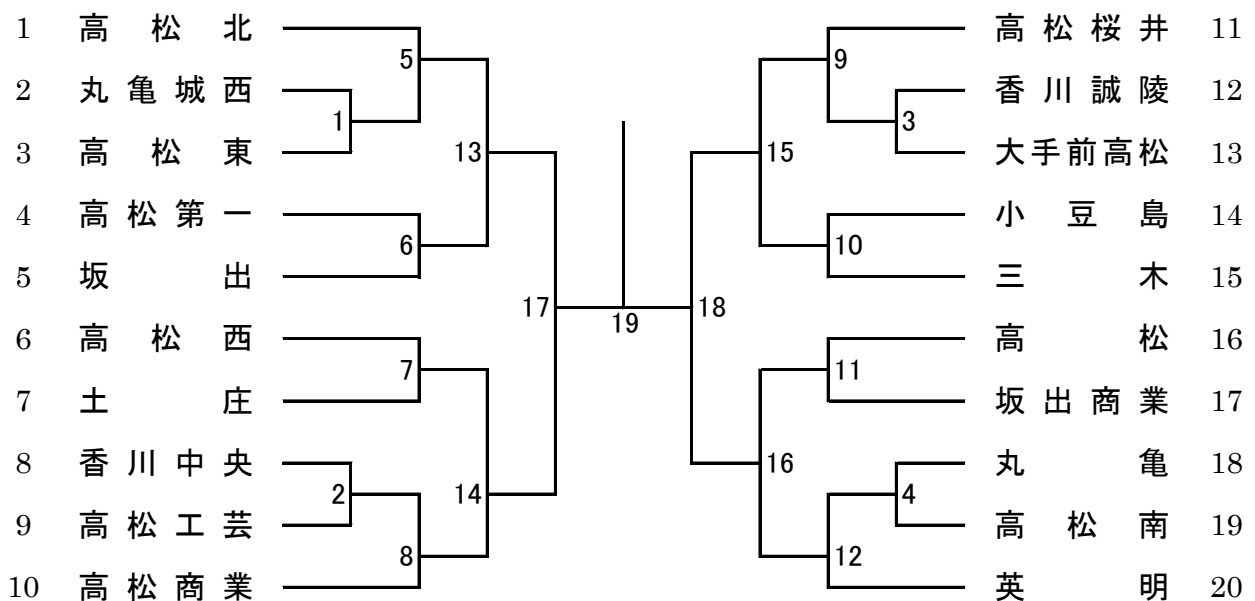 1 高松北
2 丸亀城西
3 高松東
4 高松第一
5 坂出
6 高松西
7 土庄
8 香川中央
9 高松工芸
10 高松商業
5
1
13
6
17
7
2
14
8
19
9
3
15
10
18
11
16
4
12
高松桜井 11
香川誠陵 12
大手前高松 13
小豆島 14
三木 15
高松 16
坂出商業 17
丸亀 18
高松南 19
英明 20